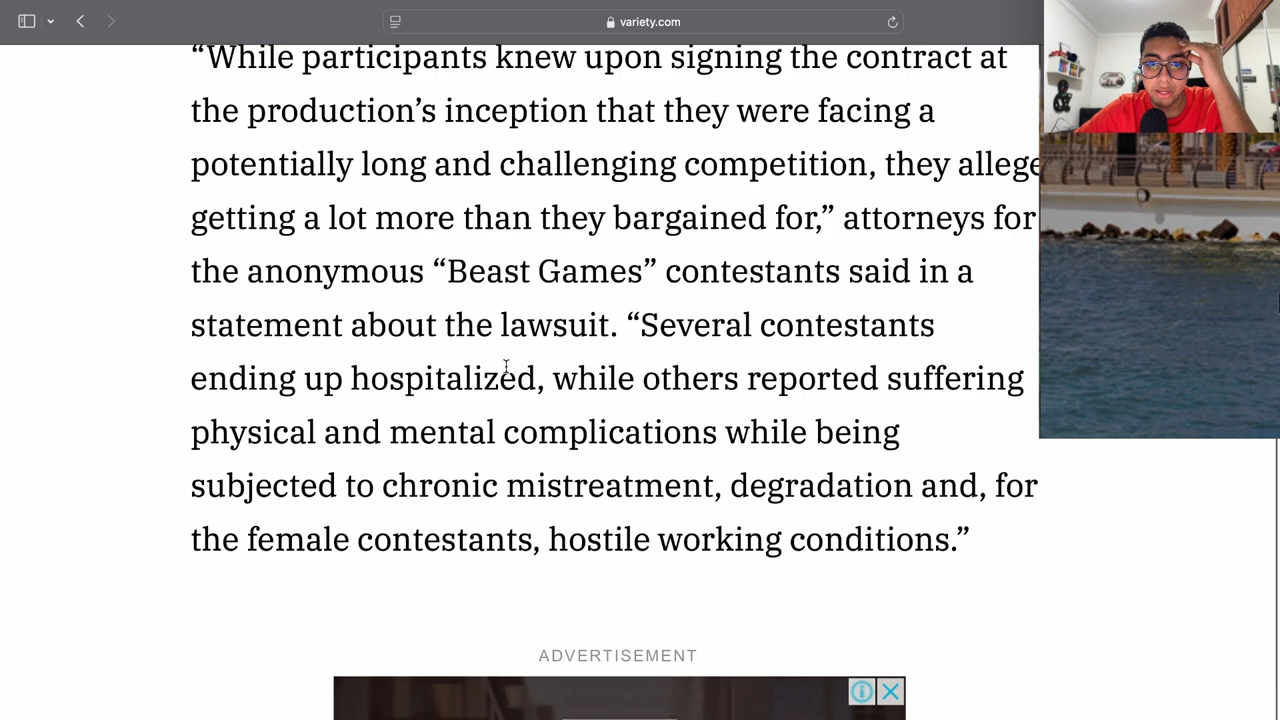 variety.com
“While participants knew upon signing the contract at
the production’s inception that they were facing a
potentially long and challenging competition, they allege
getting a lot more than they bargained for,” attorneys for
the anonymous “Beast Games” contestants said in a
statement about the lawsuit. “Several contestants
ending up hospitalized, while others reported suffering
physical and mental complications while being
subjected to chronic mistreatment, degradation and, for
the female contestants, hostile working conditions.”
ADVERTISEMENT